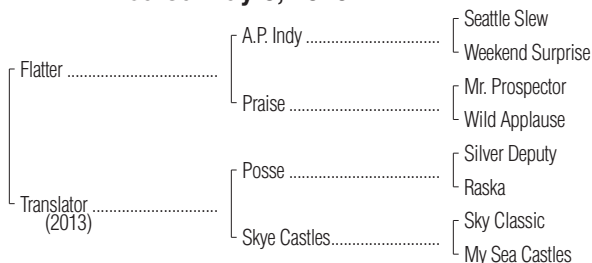 Seattle Slew
A.P. Indy ..........................................
Weekend Surprise
Flatter ...............................................
Mr. Prospector
Praise ................................................
Wild Applause
Silver Deputy
Posse ................................................
Raska
Translator .......................................
(2013)
Sky Classic
Skye Castles..................................
My Sea Castles